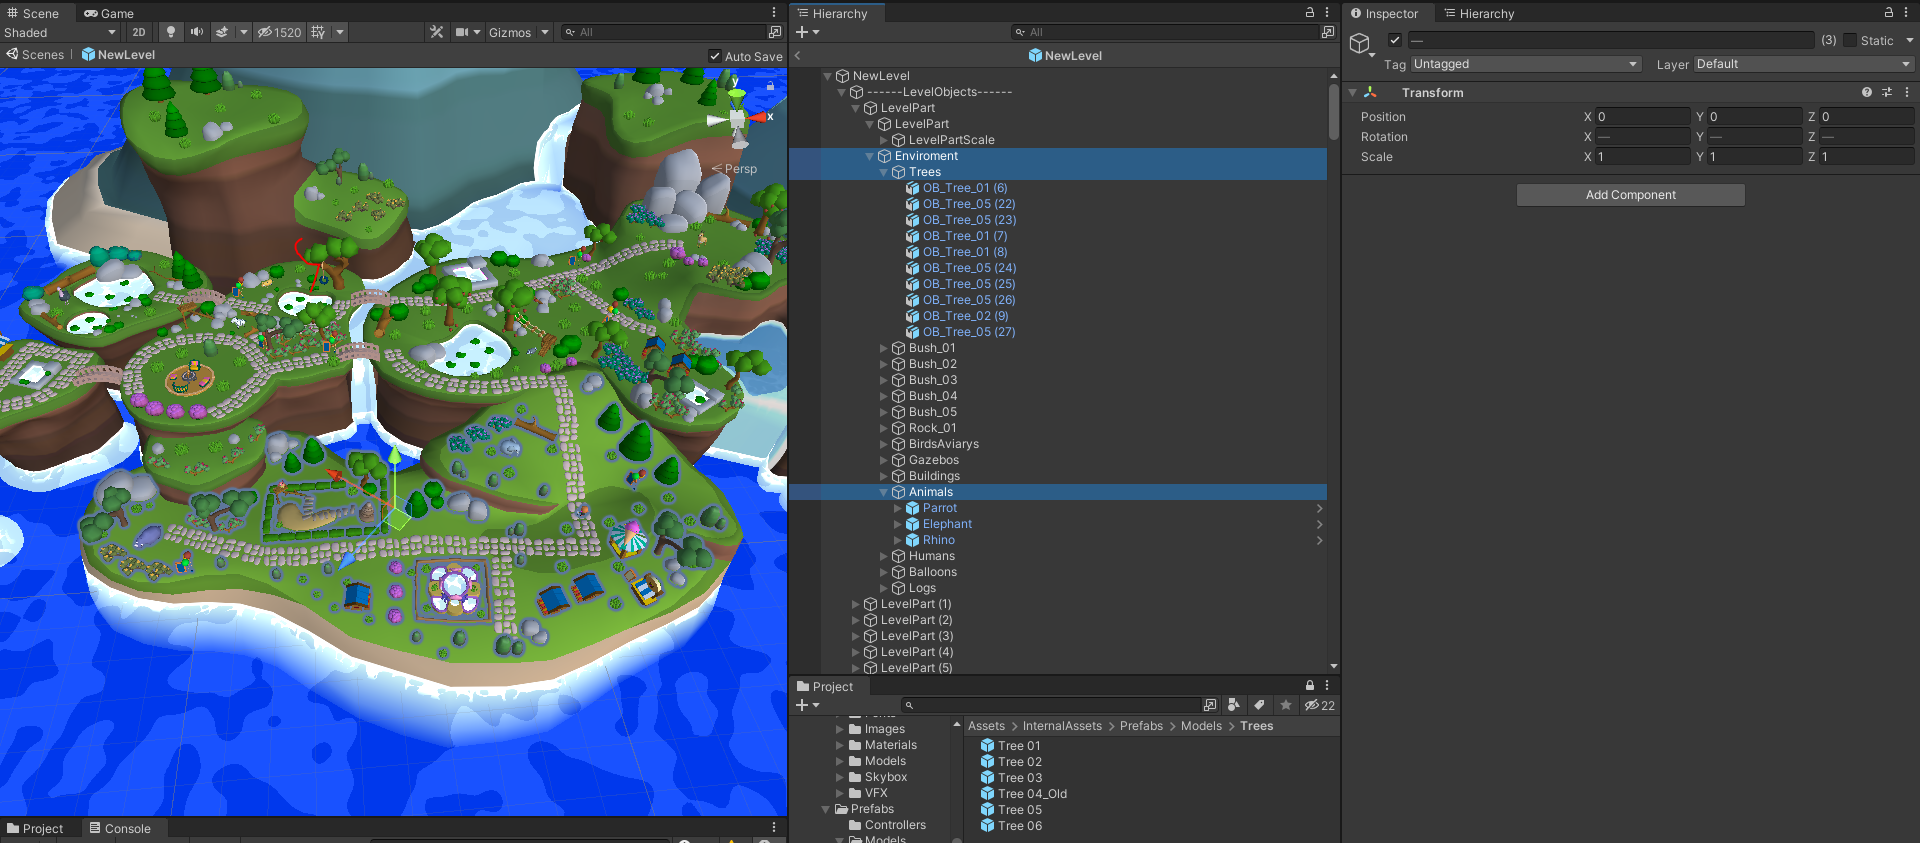 Scene
Game
Shaded
2D
1520
Gizmos
All
Scenes
NewLevel
Auto Save
y
x
Persp
Project
Console
Hierarchy
All
NewLevel
NewLevel
------LevelObjects------
LevelPart
LevelPart
LevelPartScale
Enviroment
Trees
OB_Tree_01 (6)
OB_Tree_05 (22)
OB_Tree_05 (23)
OB_Tree_01 (7)
OB_Tree_01 (8)
OB_Tree_05 (24)
OB_Tree_05 (25)
OB_Tree_05 (26)
OB_Tree_02 (9)
OB_Tree_05 (27)
Bush_01
Bush_02
Bush_03
Bush_04
Bush_05
Rock_01
BirdsAviarys
Gazebos
Buildings
Animals
Parrot
Elephant
Rhino
Humans
Balloons
Logs
LevelPart (1)
LevelPart (2)
LevelPart (3)
LevelPart (4)
LevelPart (5)
Project
22
Images
Materials
Models
Skybox
VFX
Prefabs
Controllers
Models
Assets > InternalAssets > Prefabs > Models > Trees
Tree 01
Tree 02
Tree 03
Tree 04_Old
Tree 05
Tree 06
Inspector
Hierarchy
— (3) Static
Tag Untagged Layer Default
Transform
Position X 0 Y 0 Z 0
Rotation X — Y — Z —
Scale X 1 Y 1 Z 1
Add Component